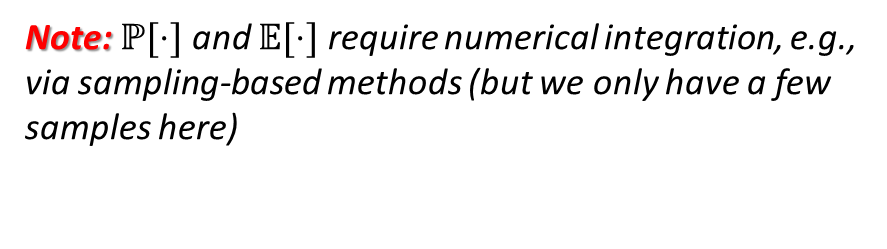 Note: ℙ[·] and 𝔼[·] require numerical integration, e.g.,
via sampling-based methods (but we only have a few
samples here)